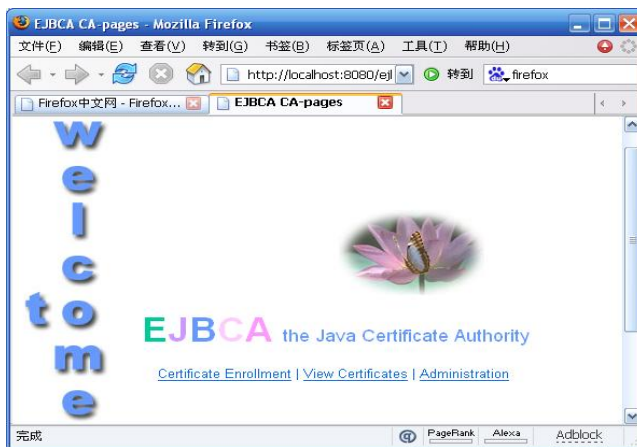 EJBCA CA-pages - Mozilla Firefox
文件(F) 编辑(E) 查看(V) 转到(G) 书签(B) 标签页(A) 工具(T) 帮助(H)
http://localhost:8080/ejl 转到 firefox
Firefox中文网 - Firefox... EJBCA CA-pages
welcome
to
EJBCA the Java Certificate Authority
Certificate Enrollment | View Certificates | Administration
完成 @ PageRank Alexa Adblock